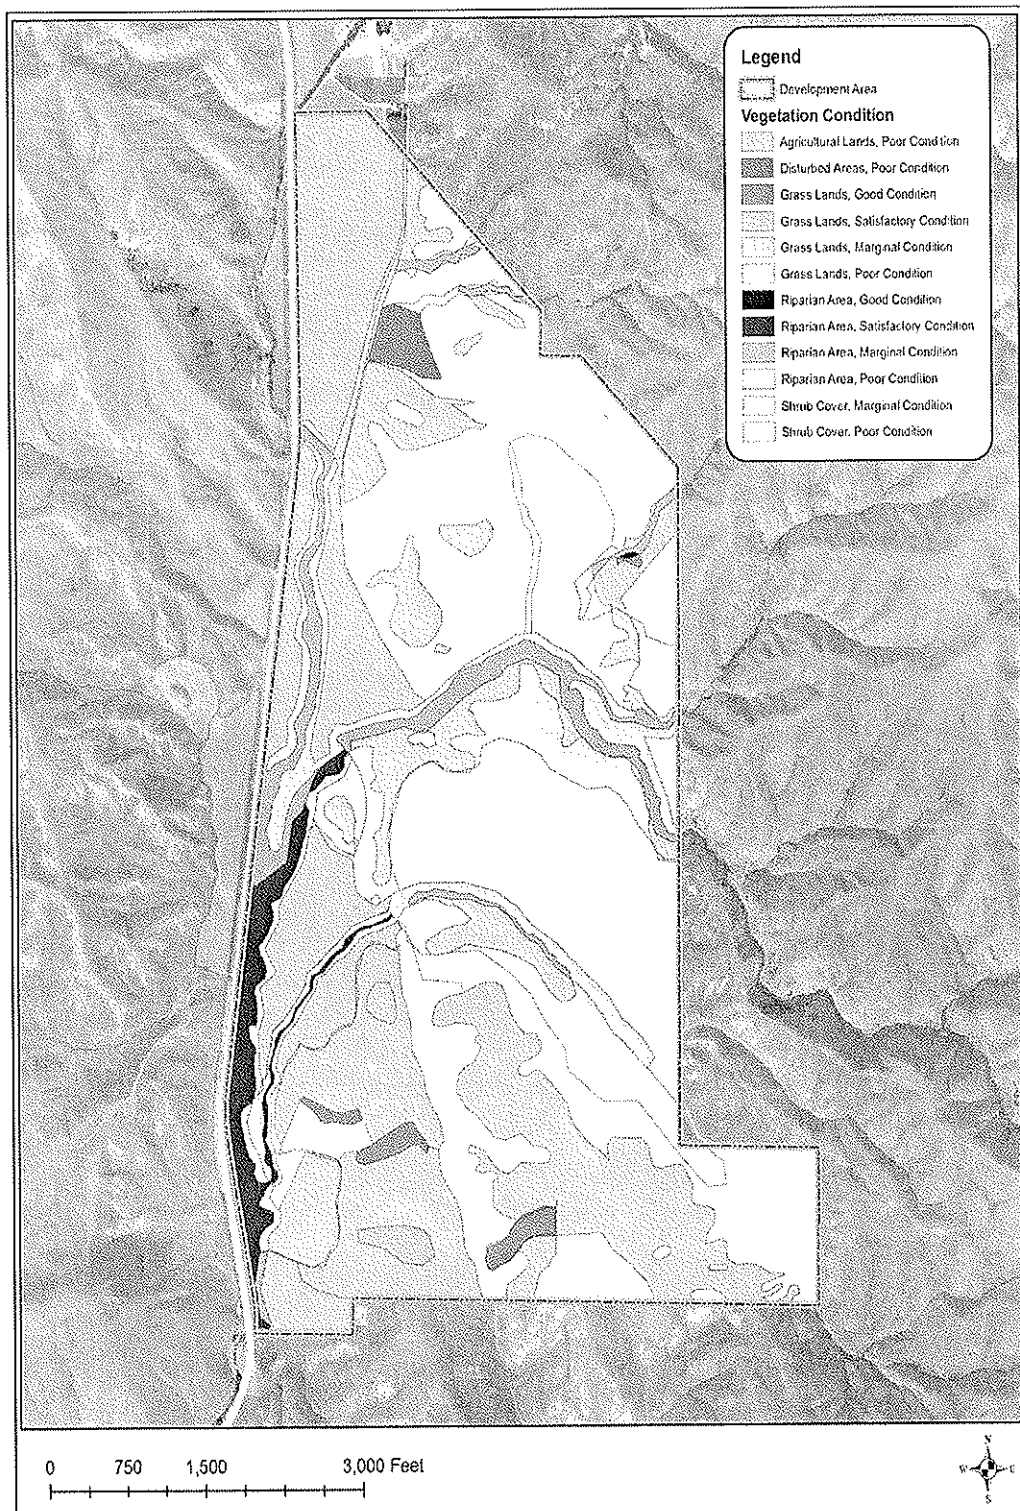 Legend
Development Area
Vegetation Condition
Agricultural Lands, Poor Condition
Disturbed Areas, Poor Condition
Grass Lands, Good Condition
Grass Lands, Satisfactory Condition
Grass Lands, Marginal Condition
Grass Lands, Poor Condition
Riparian Area, Good Condition
Riparian Area, Satisfactory Condition
Riparian Area, Marginal Condition
Riparian Area, Poor Condition
Shrub Cover, Marginal Condition
Shrub Cover, Poor Condition
0 750 1,500 3,000 Feet
N
W E
S